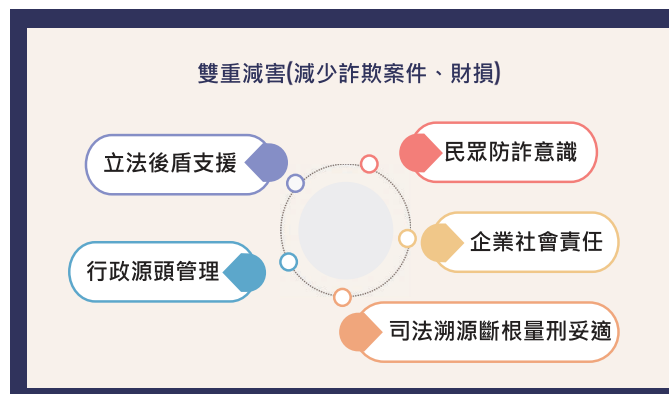 雙重減害(減少詐欺案件、財損)
立法後盾支援
民眾防詐意識
行政源頭管理
企業社會責任
司法溯源斷根量刑妥適